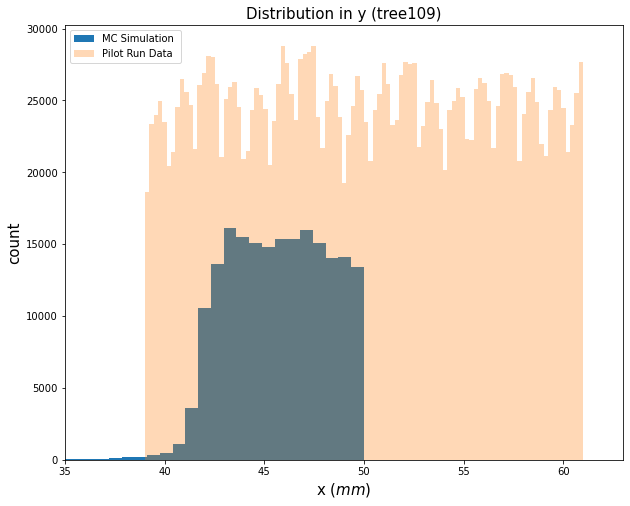 Distribution in y (tree109)
MC Simulation
Pilot Run Data
count
30000
25000
20000
15000
10000
5000
0
35
40
45
50
55
60
x (mm)